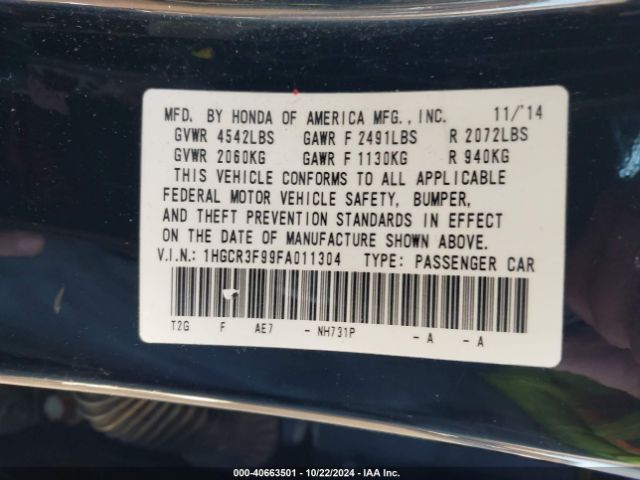 MFD. BY HONDA OF AMERICA MFG., INC. 11/'14
GVWR 4542LBS GAWR F 2491LBS R 2072LBS
GVWR 2060KG GAWR F 1130KG R 940KG
THIS VEHICLE CONFORMS TO ALL APPLICABLE
FEDERAL MOTOR VEHICLE SAFETY, BUMPER,
AND THEFT PREVENTION STANDARDS IN EFFECT
ON THE DATE OF MANUFACTURE SHOWN ABOVE.
V.I.N.: 1HGCR3F99FA011304 TYPE: PASSENGER CAR
T2G F AE7 - NH731P - A - A
000-40663501 - 10/22/2024 - IAA Inc.